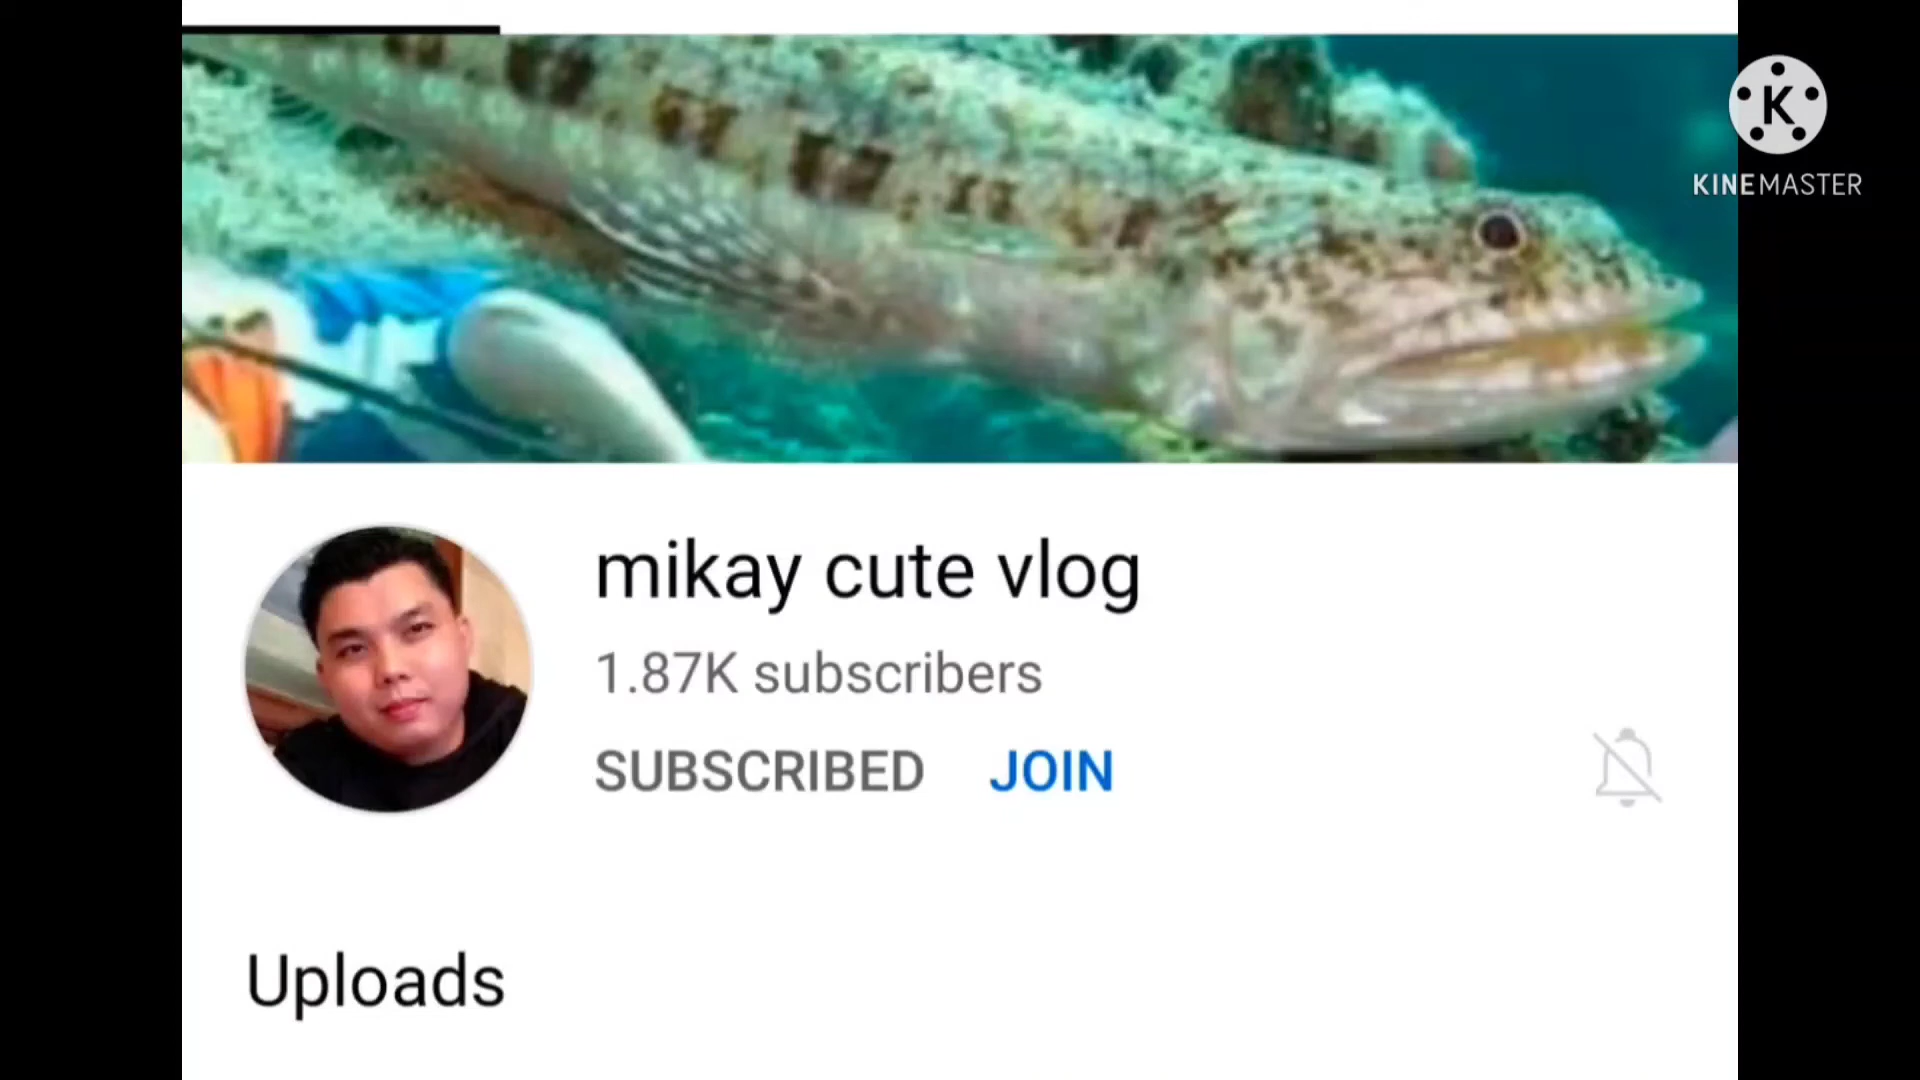 K
KINEMASTER
mikay cute vlog
1.87K subscribers
SUBSCRIBED JOIN
Uploads